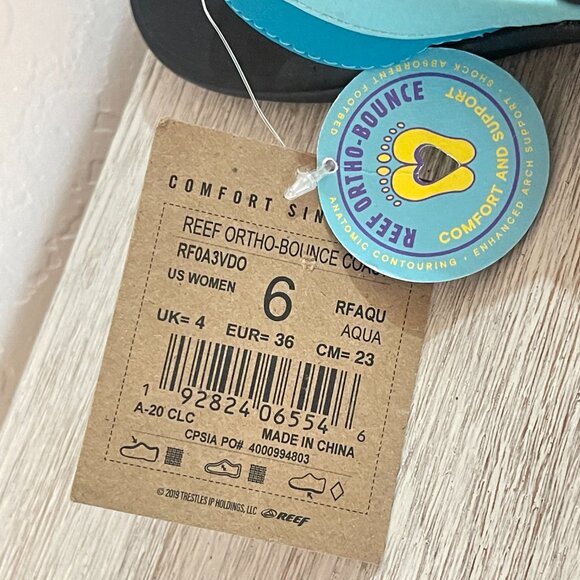 REEF ORTHO-BOUNCE
COMFORT AND SUPPORT
ANATOMIC CONTOURING • ENHANCED ARCH SUPPORT • SHOCK ABSORBENT FOOTBED
COMFORT SIN
REEF ORTHO-BOUNCE COA
RF0A3VDO
US WOMEN
6
RFAQU
AQUA
UK= 4 EUR= 36 CM= 23
1 92824 06554 6
A-20 CLC MADE IN CHINA
CPSIA PO# 4000994803
© 2019 TRESTLES IP HOLDINGS, LLC REEF